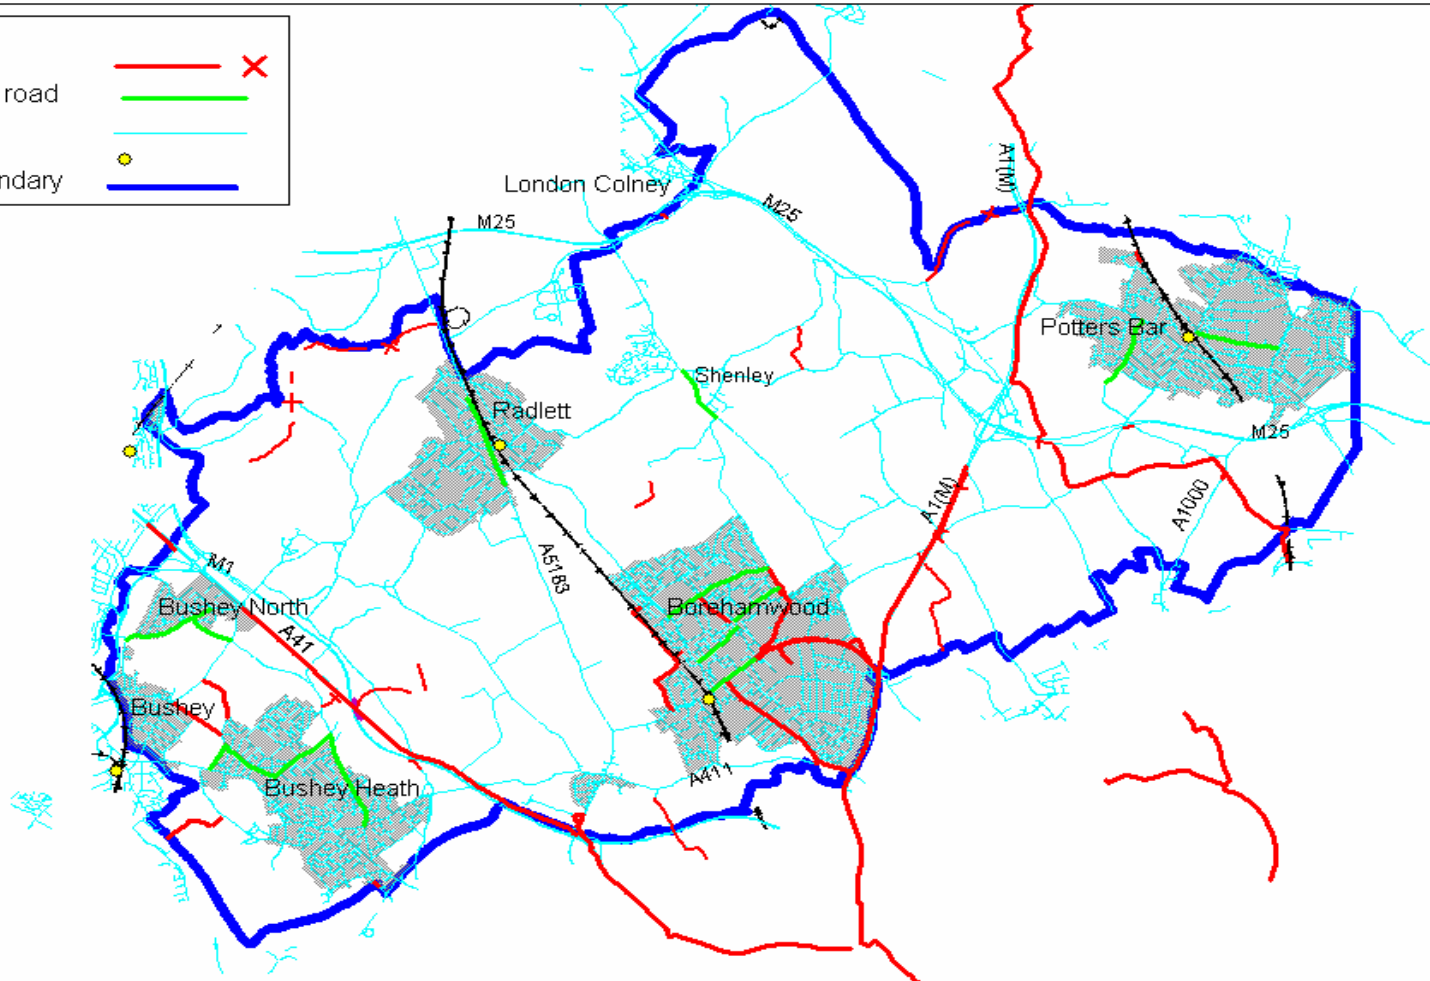 road
ndary
London Colney
M25
M25
A1(M)
Potters Bar
Shenley
Radlett
M25
A1(M)
A1000
A5183
M1
Bushey North
Borehamwood
A41
Bushey
A411
Bushey Heath